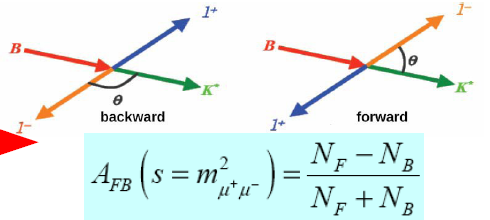 l⁺ l⁻
B θ K* B θ K*
l⁻ backward l⁺ forward
A_FB (s = m²_μ⁺μ⁻) = (N_F − N_B) / (N_F + N_B)